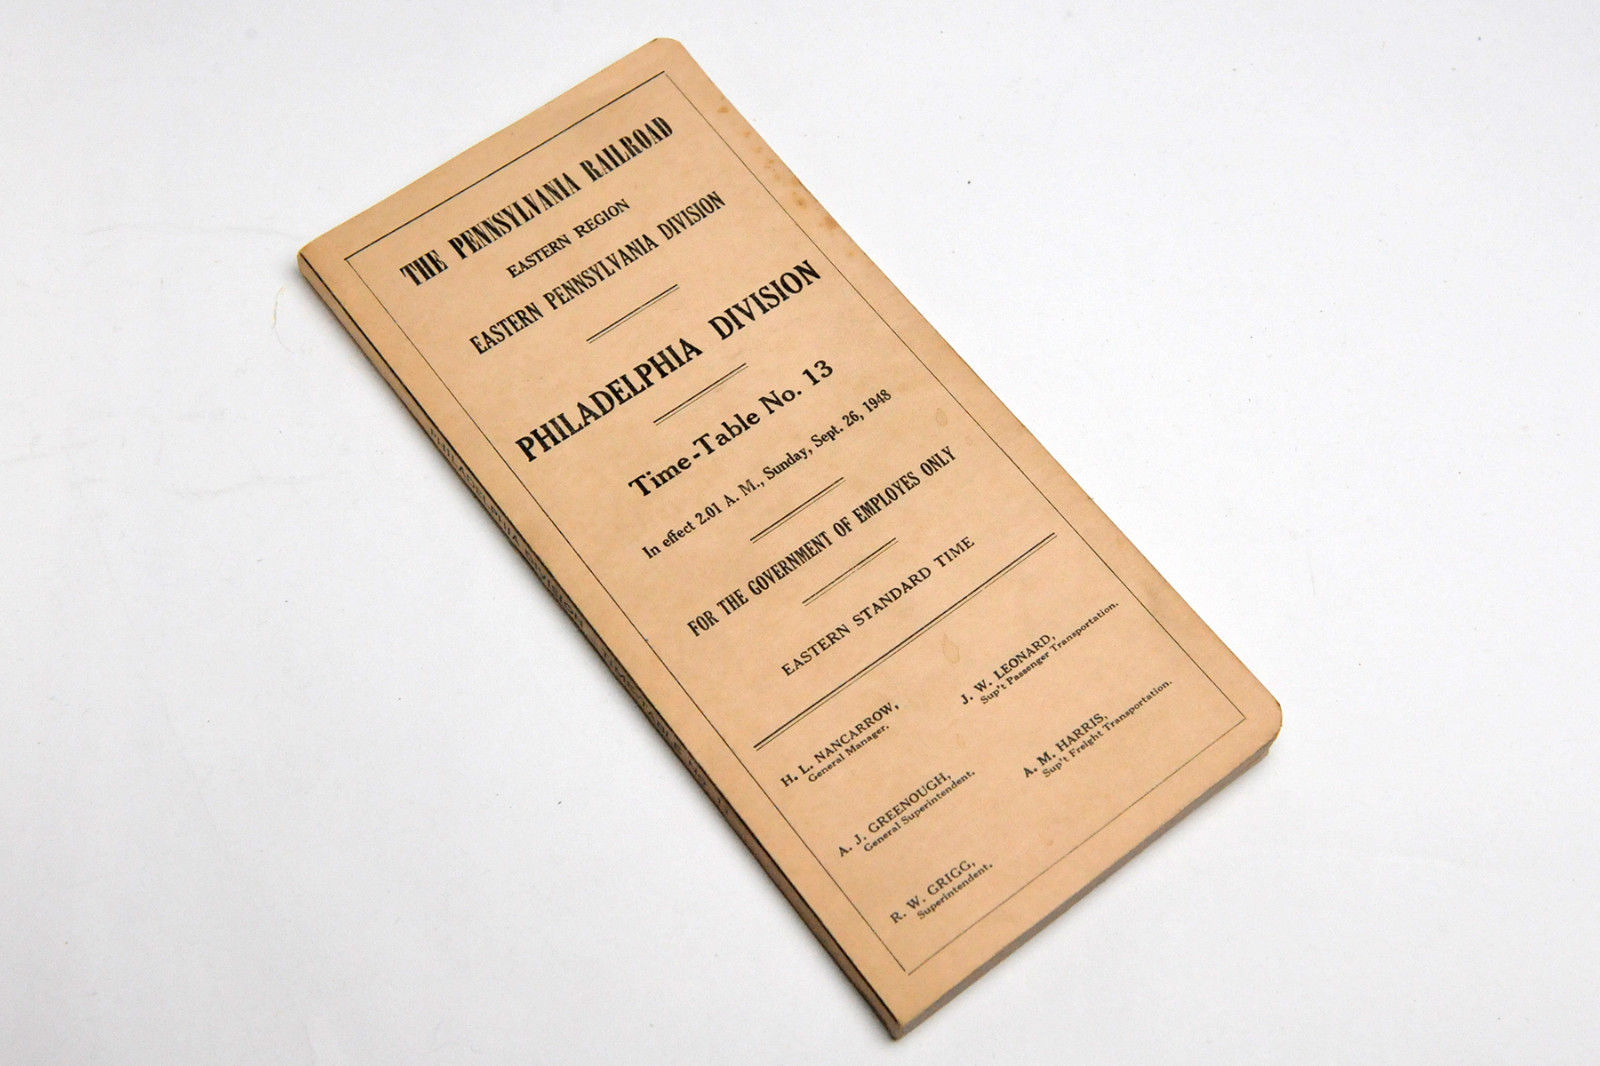 THE PENNSYLVANIA RAILROAD
EASTERN REGION
EASTERN PENNSYLVANIA DIVISION
PHILADELPHIA DIVISION
Time-Table No. 13
In effect 2.01 A. M., Sunday, Sept. 26, 1948
FOR THE GOVERNMENT OF EMPLOYES ONLY
EASTERN STANDARD TIME
H. L. NANCARROW,
General Manager.
J. W. LEONARD,
Sup't Passenger Transportation.
A. J. GREENOUGH,
General Superintendent.
A. M. HARRIS,
Sup't Freight Transportation.
R. W. GRIGG,
Superintendent.
PHILADELPHIA DIVISION